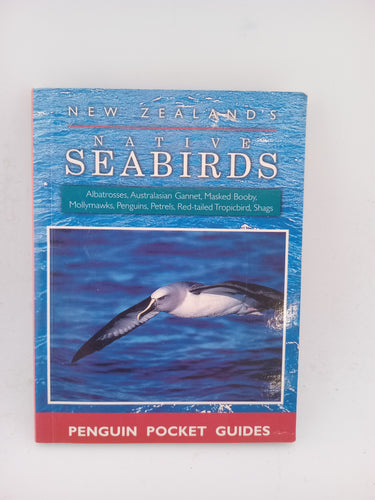 NEW ZEALAND'S
NATIVE
SEABIRDS
Albatrosses, Australasian Gannet, Masked Booby,
Mollymawks, Penguins, Petrels, Red-tailed Tropicbird, Shags
PENGUIN POCKET GUIDES